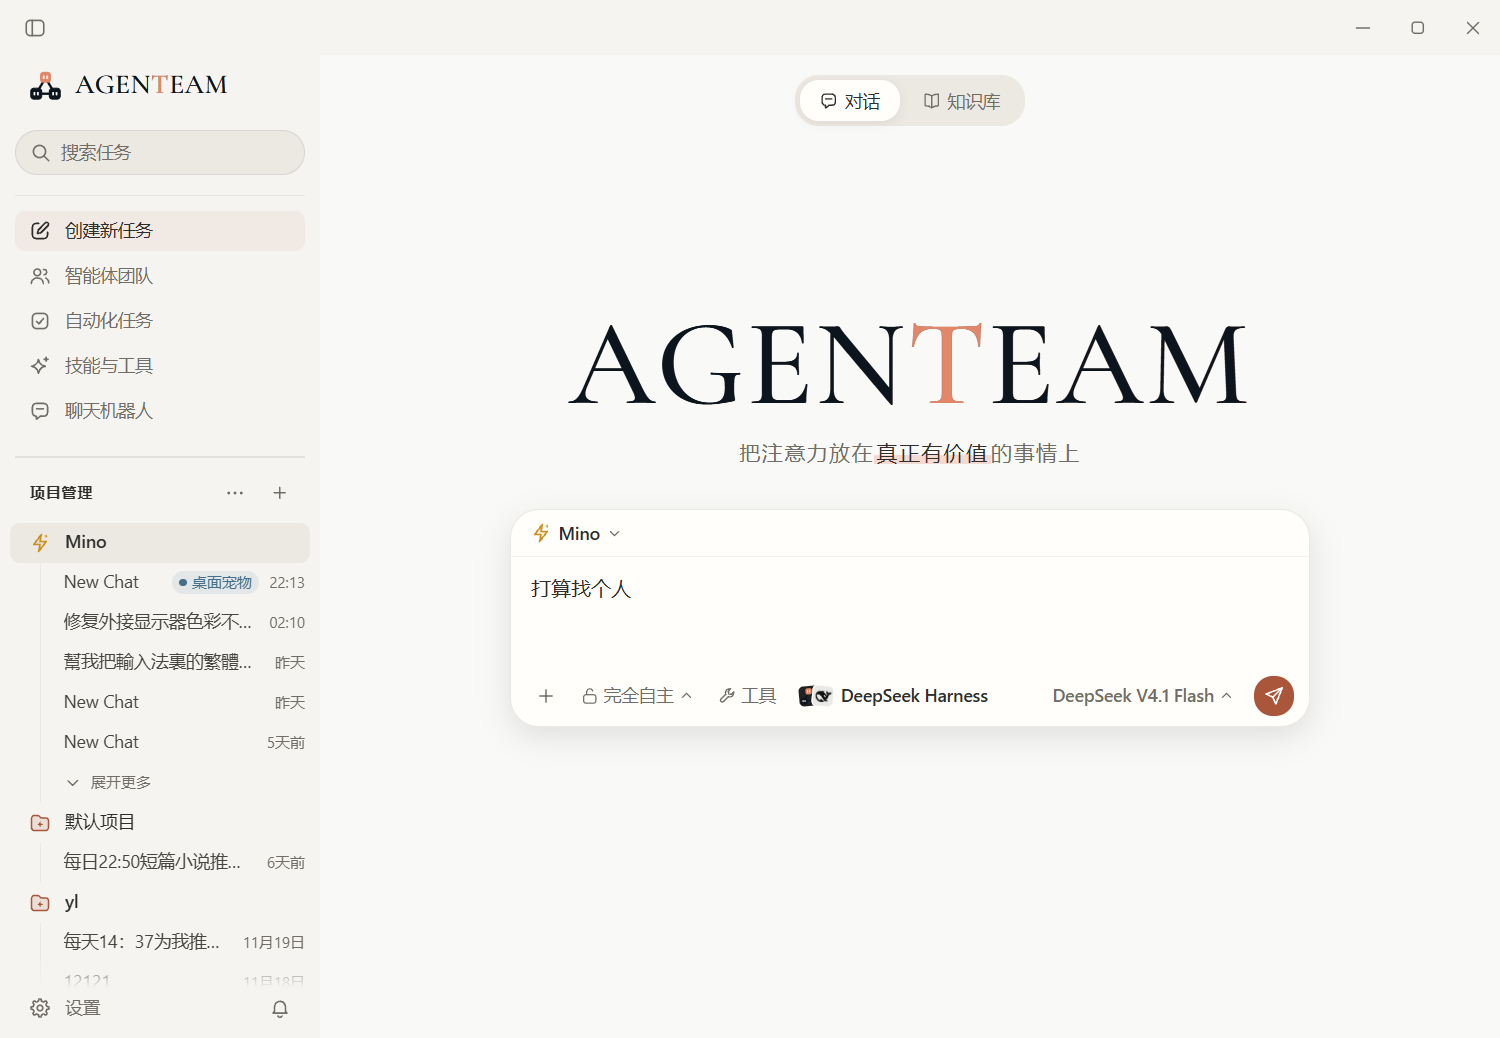 AGENTEAM
搜索任务
创建新任务
智能体团队
自动化任务
技能与工具
聊天机器人
项目管理
Mino
New Chat 桌面宠物 22:13
修复外接显示器色彩不... 02:10
幫我把輸入法裏的繁體... 昨天
New Chat 昨天
New Chat 5天前
展开更多
默认项目
每日22:50短篇小说推... 6天前
yl
每天14：37为我推... 11月19日
12121 11月18日
设置
对话 知识库
AGENTEAM
把注意力放在真正有价值的事情上
Mino
打算找个人
完全自主 工具 DeepSeek Harness DeepSeek V4.1 Flash